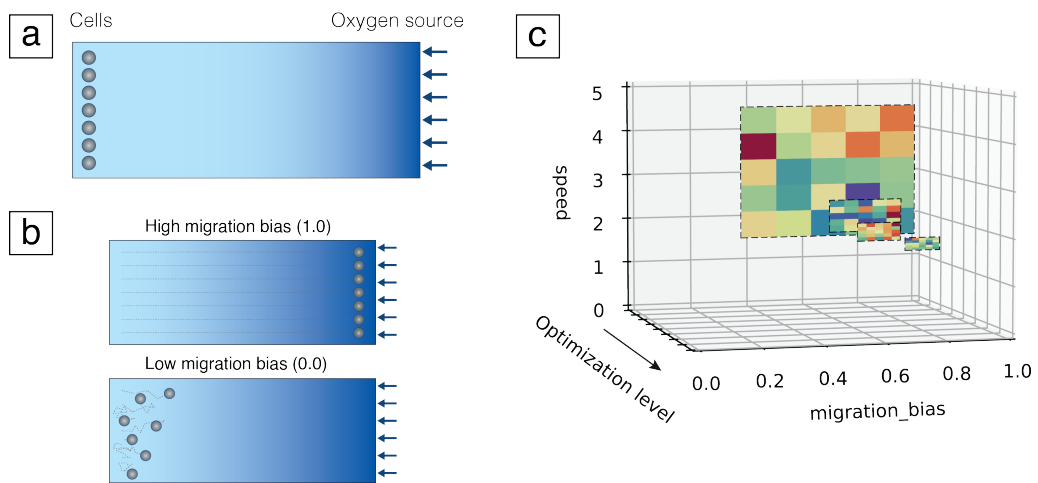 a
Cells
Oxygen source
b
High migration bias (1.0)
Low migration bias (0.0)
c
5
4
3
2
1
0
speed
Optimization level
0.0
0.2
0.4
0.6
0.8
1.0
migration_bias